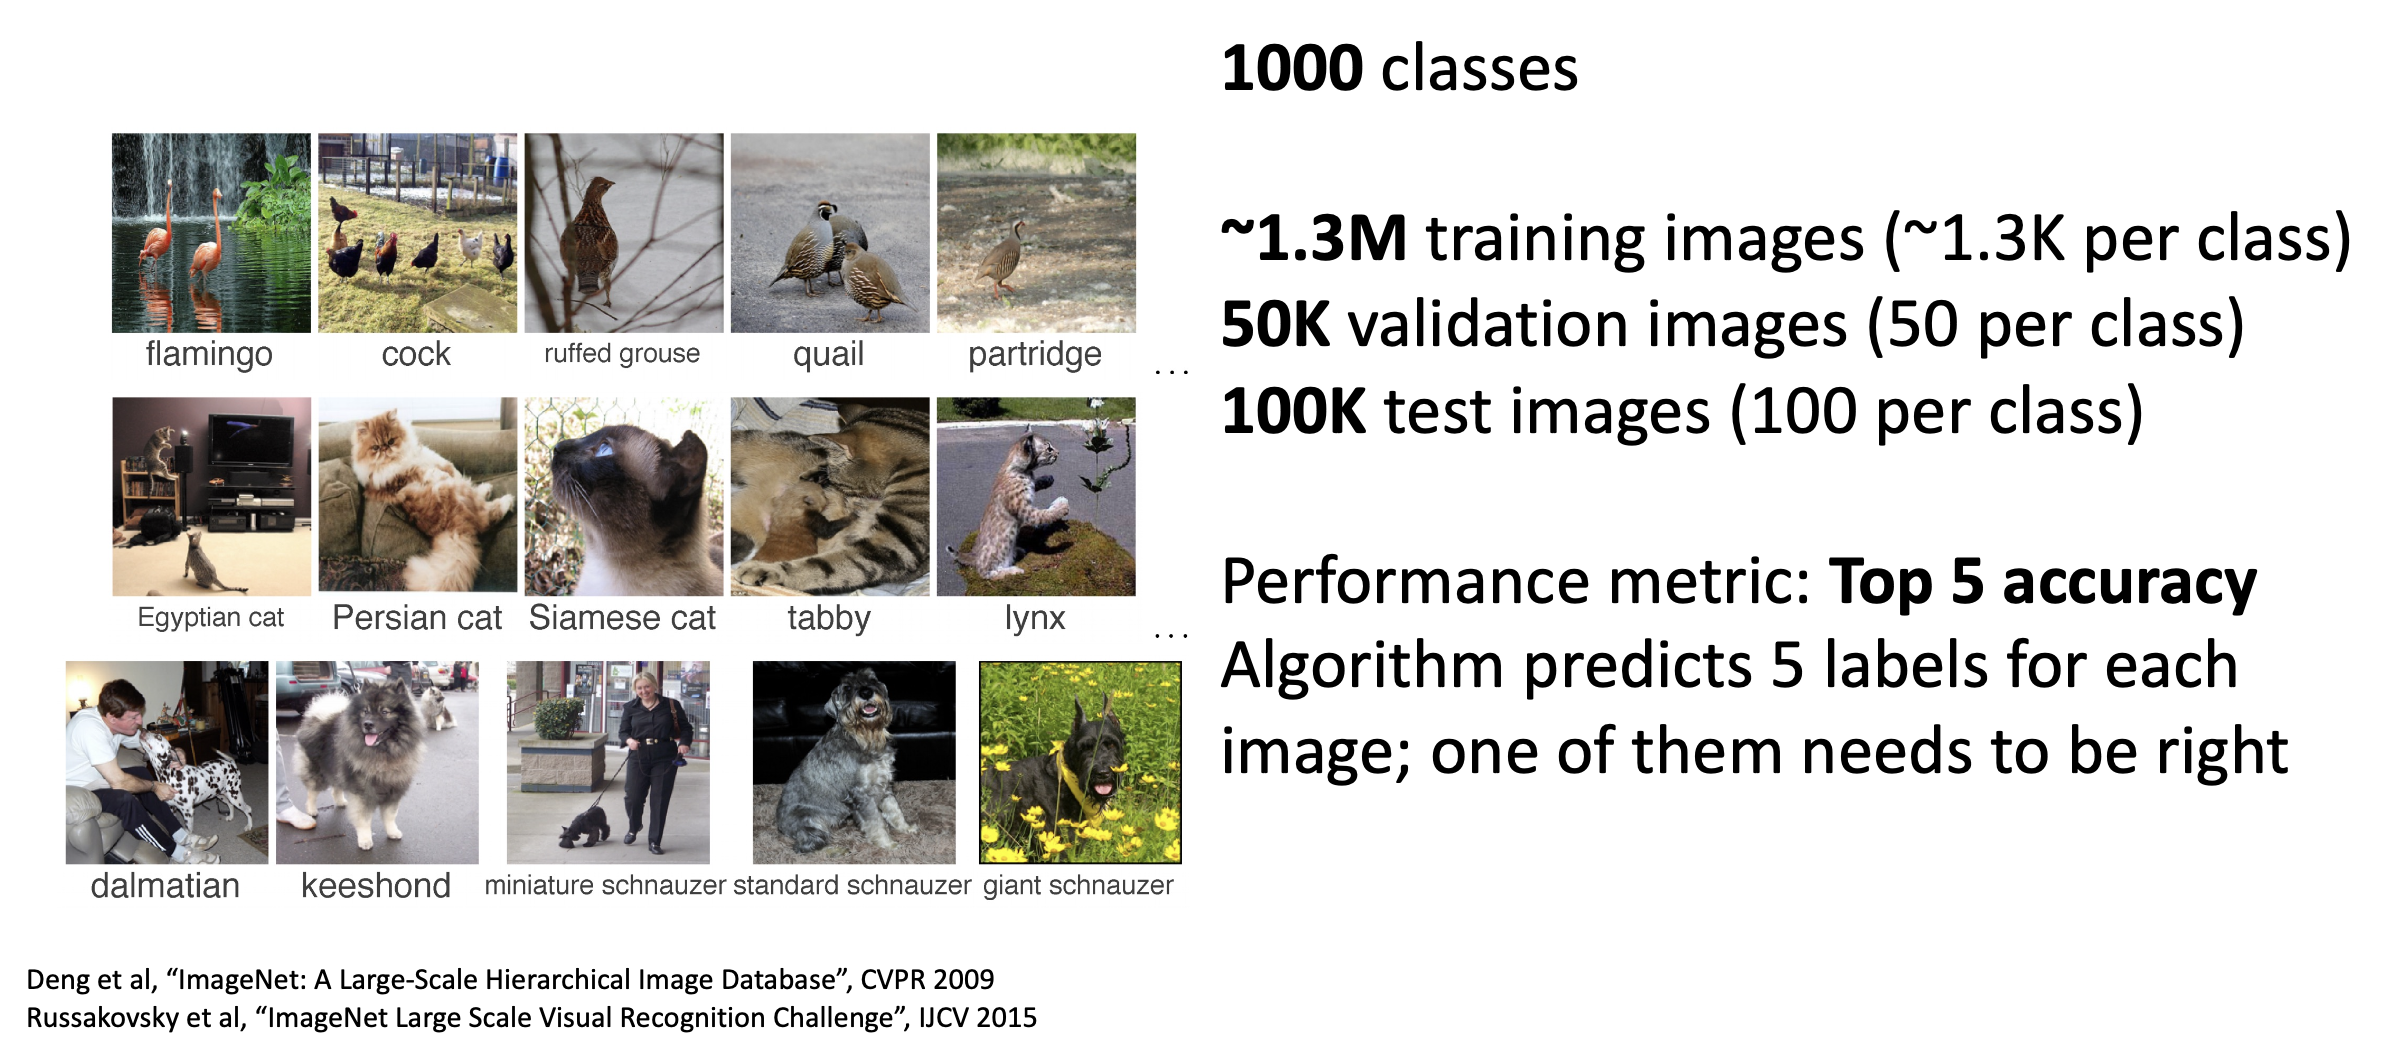 1000 classes
~1.3M training images (~1.3K per class)
50K validation images (50 per class)
100K test images (100 per class)
Performance metric: Top 5 accuracy
Algorithm predicts 5 labels for each
image; one of them needs to be right
flamingo cock ruffed grouse quail partridge ...
Egyptian cat Persian cat Siamese cat tabby lynx ...
dalmatian keeshond miniature schnauzer standard schnauzer giant schnauzer
Deng et al, “ImageNet: A Large-Scale Hierarchical Image Database”, CVPR 2009
Russakovsky et al, “ImageNet Large Scale Visual Recognition Challenge”, IJCV 2015